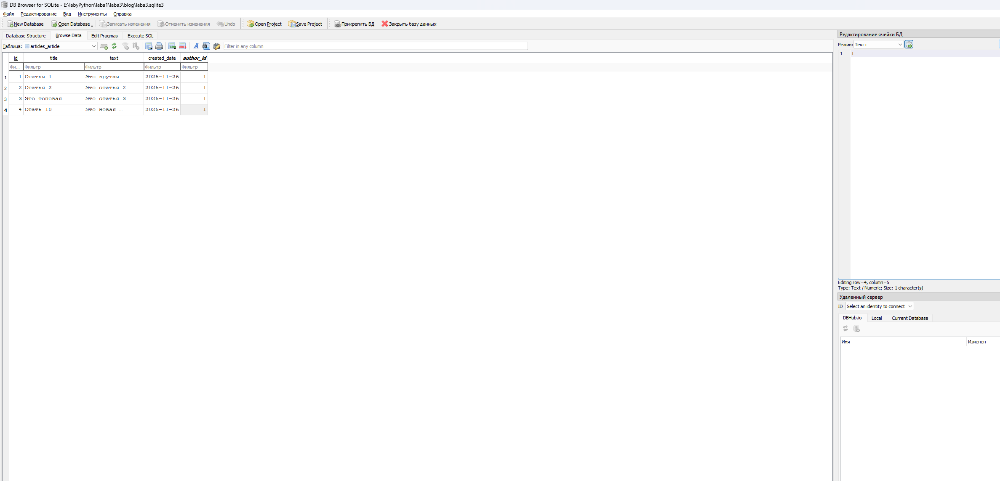 DB Browser for SQLite - E:\labyPython\laba1\laba3\blog\laba3.sqlite3
Файл Редактирование Вид Инструменты Справка
New Database Open Database Записать изменения Отменить изменения Undo Open Project Save Project Прикрепить БД Закрыть базу данных
Database Structure Browse Data Edit Pragmas Execute SQL
Таблица: articles_article Filter in any column
id title text created_date author_id
Фи... Фильтр Фильтр Фильтр Фильтр
1 1 Статья 1 Это крутая … 2025-11-26 1
2 2 Статья 2 Это статья 2 2025-11-26 1
3 3 Это топовая … Это статья 3 2025-11-26 1
4 4 Стать 10 Это новая … 2025-11-26 1
Редактирование ячейки БД
Режим: Текст
1 1
Editing row=4, column=5
Type: Text / Numeric; Size: 1 character(s)
Удаленный сервер
ID Select an identity to connect
DBHub.io Local Current Database
Имя Изменен